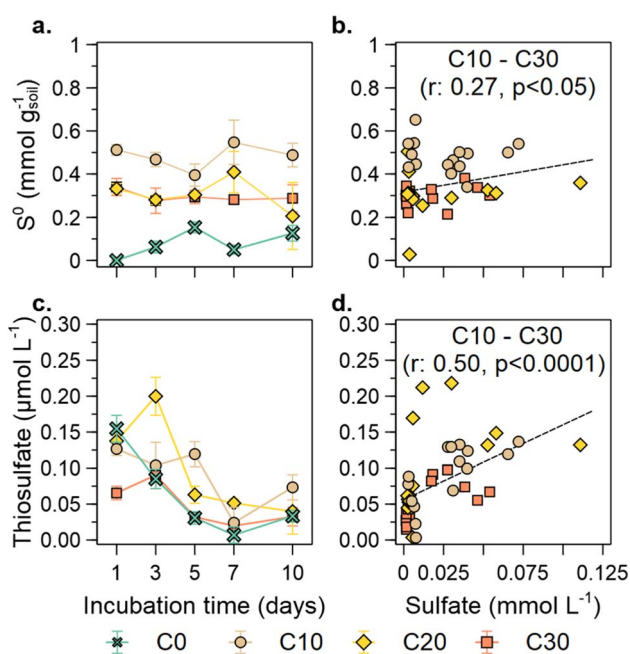 a.
b.
1
0.8
0.6
0.4
0.2
0
S⁰ (mmol g⁻¹soil)
1
0.8
0.6
0.4
0.2
0
C10 - C30
(r: 0.27, p<0.05)
c.
d.
0.30
0.25
0.20
0.15
0.10
0.05
0.00
Thiosulfate (µmol L⁻¹)
1 3 5 7 10
Incubation time (days)
0.30
0.25
0.20
0.15
0.10
0.05
0.00
C10 - C30
(r: 0.50, p<0.0001)
0 0.025 0.075 0.125
Sulfate (mmol L⁻¹)
C0 C10 C20 C30